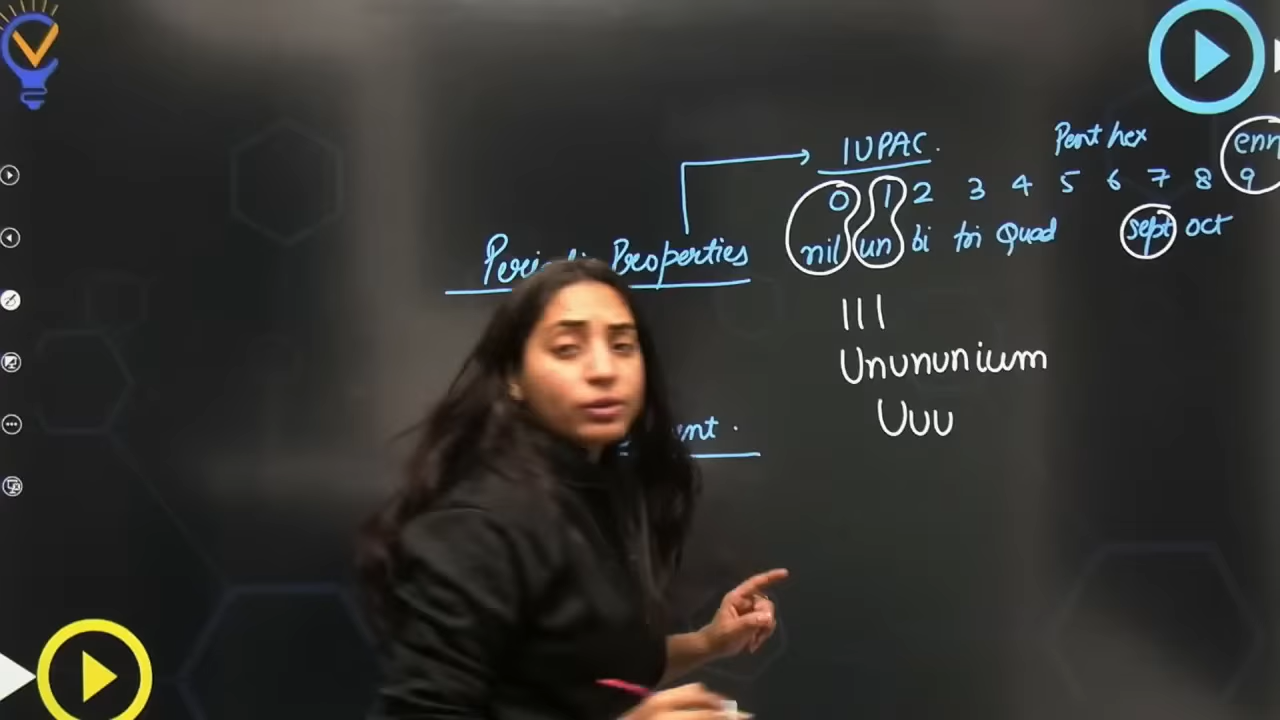 IUPAC.
Pent hex
0 1 2 3 4 5 6 7 8 9
nil un bi tri Quad sept oct
Properties
111
Unununium
Uuu